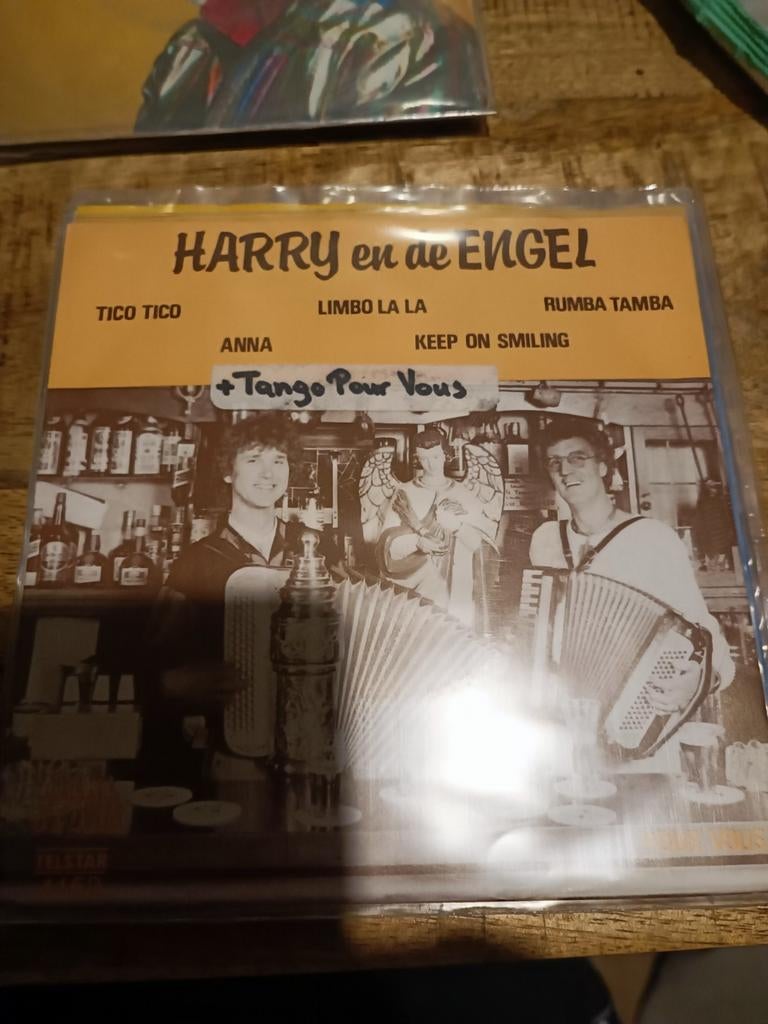 HARRY en de ENGEL
TICO TICO LIMBO LA LA RUMBA TAMBA
ANNA KEEP ON SMILING
+Tango Pour Vous
VOUS
TELSTAR